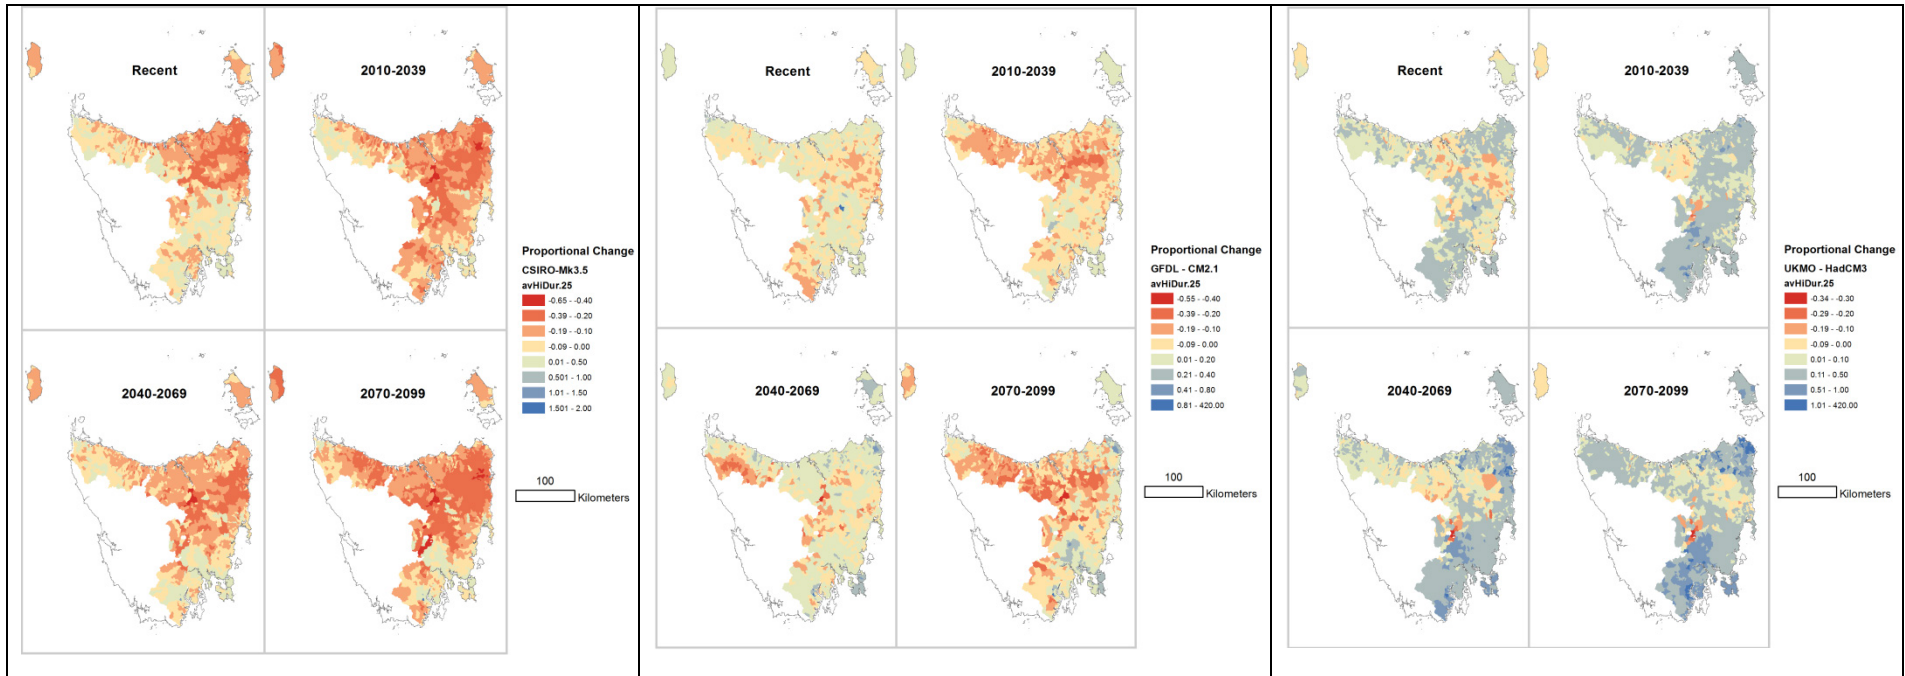 Recent
2010-2039
2040-2069
2070-2099
Proportional Change
CSIRO-Mk3.5
avHiDur.25
-0.65 - -0.40
-0.39 - -0.20
-0.19 - -0.10
-0.09 - 0.00
0.01 - 0.50
0.501 - 1.00
1.01 - 1.50
1.501 - 2.00
100
Kilometers
Recent
2010-2039
2040-2069
2070-2099
Proportional Change
GFDL - CM2.1
avHiDur.25
-0.55 - -0.40
-0.39 - -0.20
-0.19 - -0.10
-0.09 - 0.00
0.01 - 0.20
0.21 - 0.40
0.41 - 0.80
0.81 - 420.00
100
Kilometers
Recent
2010-2039
2040-2069
2070-2099
Proportional Change
UKMO - HadCM3
avHiDur.25
-0.34 - -0.30
-0.29 - -0.20
-0.19 - -0.10
-0.09 - 0.00
0.01 - 0.10
0.11 - 0.50
0.51 - 1.00
1.01 - 420.00
100
Kilometers